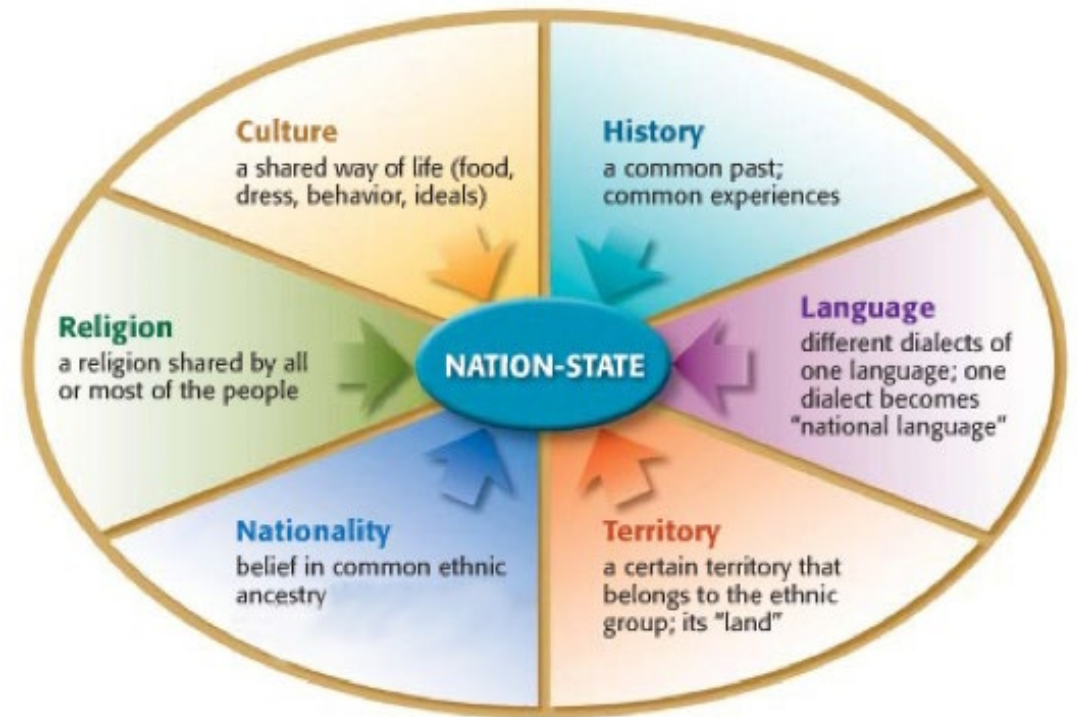 Culture
a shared way of life (food,
dress, behavior, ideals)
History
a common past;
common experiences
Religion
a religion shared by all
or most of the people
NATION-STATE
Language
different dialects of
one language; one
dialect becomes
"national language"
Nationality
belief in common ethnic
ancestry
Territory
a certain territory that
belongs to the ethnic
group; its "land"